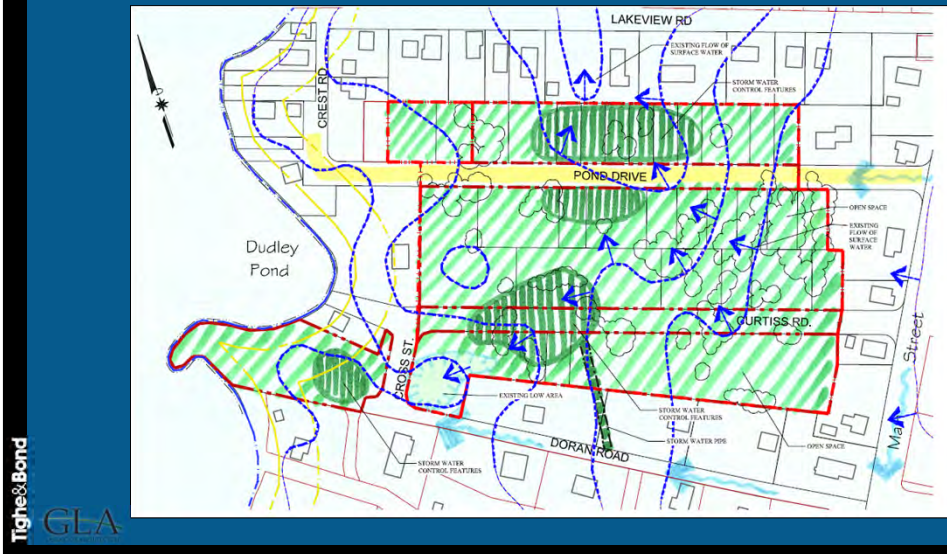 LAKEVIEW RD
EXISTING FLOW OF
SURFACE WATER
STORM WATER
CONTROL FEATURES
CREST RD.
POND DRIVE
OPEN SPACE
EXISTING
FLOW OF
SURFACE
WATER
Dudley
Pond
CURTISS RD.
CROSS ST.
Street
EXISTING LOW AREA
STORM WATER
CONTROL FEATURES
STORM WATER PIPE
OPEN SPACE
DORAN ROAD
STORM WATER
CONTROL FEATURES
Tighe&Bond
GLA